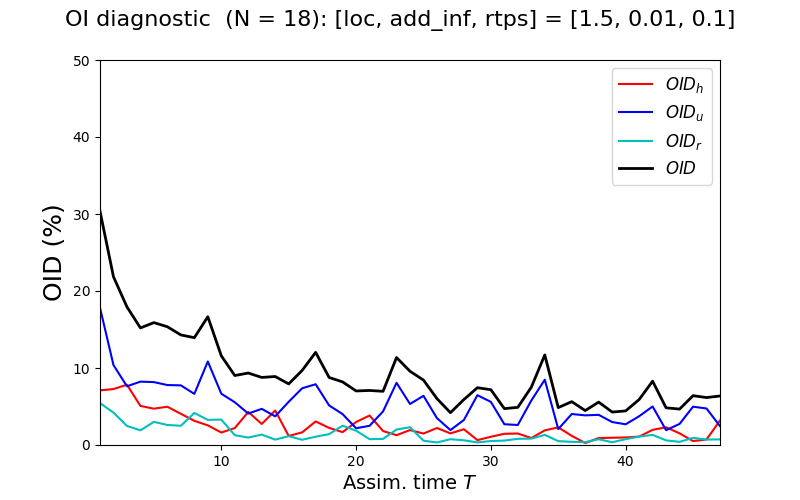 OI diagnostic (N = 18): [loc, add_inf, rtps] = [1.5, 0.01, 0.1]
50
40
30
20
10
0
OID (%)
OID_h
OID_u
OID_r
OID
10 20 30 40
Assim. time T